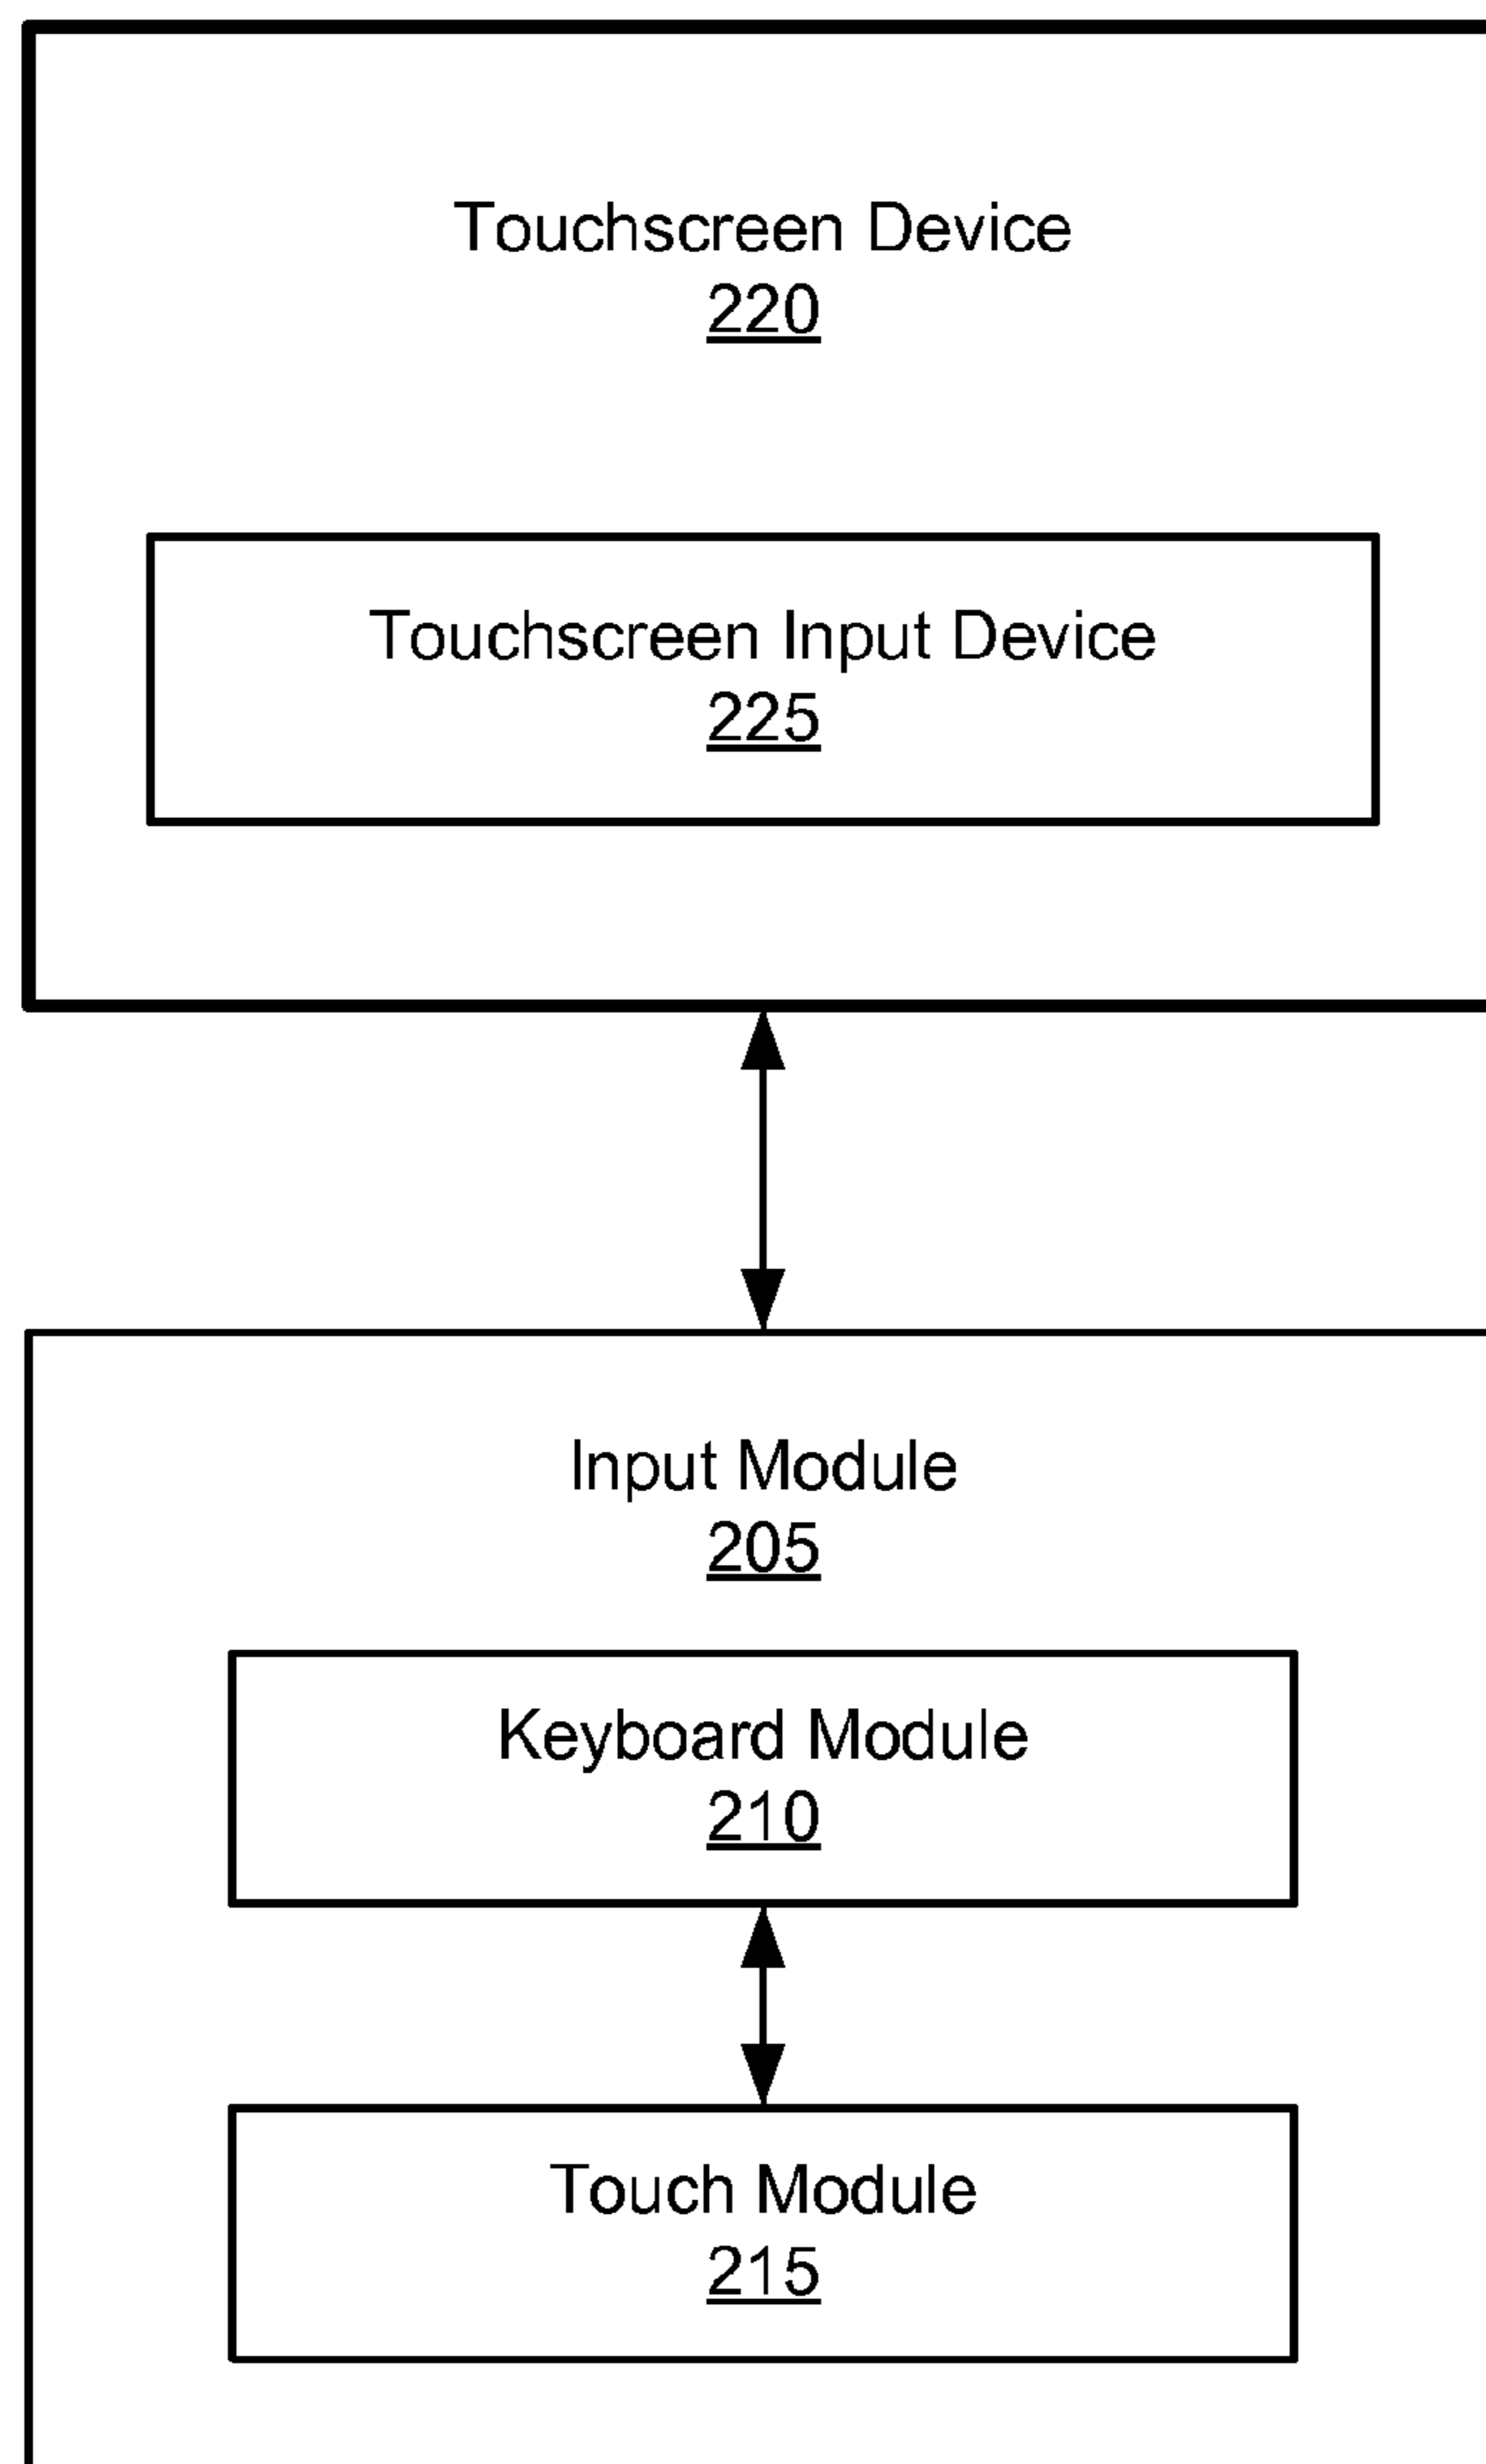 Touchscreen Device
220
Touchscreen Input Device
225
Input Module
205
Keyboard Module
210
Touch Module
215